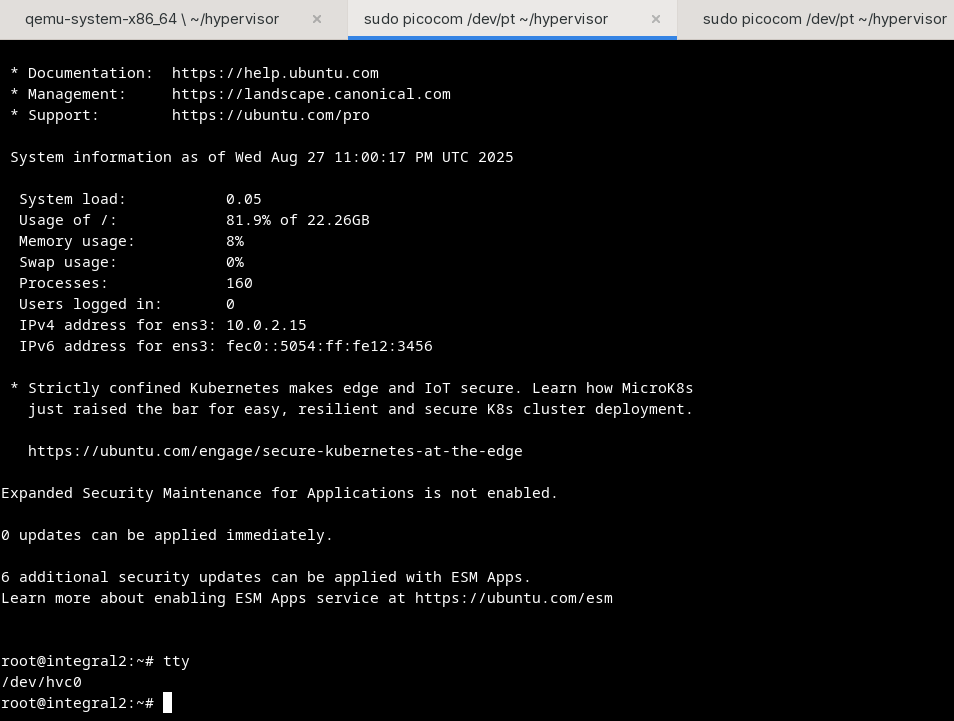 qemu-system-x86_64 \ ~/hypervisor × sudo picocom /dev/pt ~/hypervisor × sudo picocom /dev/pt ~/hypervisor
* Documentation: https://help.ubuntu.com
* Management: https://landscape.canonical.com
* Support: https://ubuntu.com/pro
System information as of Wed Aug 27 11:00:17 PM UTC 2025
System load: 0.05
Usage of /: 81.9% of 22.26GB
Memory usage: 8%
Swap usage: 0%
Processes: 160
Users logged in: 0
IPv4 address for ens3: 10.0.2.15
IPv6 address for ens3: fec0::5054:ff:fe12:3456
* Strictly confined Kubernetes makes edge and IoT secure. Learn how MicroK8s
just raised the bar for easy, resilient and secure K8s cluster deployment.
https://ubuntu.com/engage/secure-kubernetes-at-the-edge
Expanded Security Maintenance for Applications is not enabled.
0 updates can be applied immediately.
6 additional security updates can be applied with ESM Apps.
Learn more about enabling ESM Apps service at https://ubuntu.com/esm
root@integral2:~# tty
/dev/hvc0
root@integral2:~#